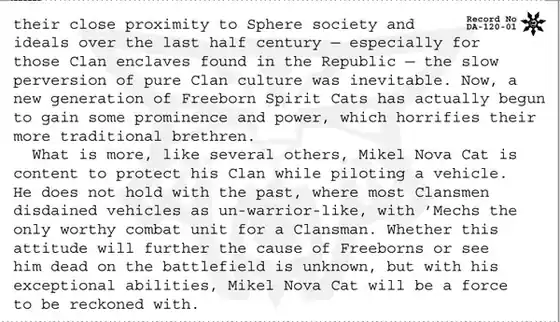 their close proximity to Sphere society and
Record No
DA-120-01
ideals over the last half century — especially for
those Clan enclaves found in the Republic — the slow
perversion of pure Clan culture was inevitable. Now, a
new generation of Freeborn Spirit Cats has actually begun
to gain some prominence and power, which horrifies their
more traditional brethren.
What is more, like several others, Mikel Nova Cat is
content to protect his Clan while piloting a vehicle.
He does not hold with the past, where most Clansmen
disdained vehicles as un-warrior-like, with ’Mechs the
only worthy combat unit for a Clansman. Whether this
attitude will further the cause of Freeborns or see
him dead on the battlefield is unknown, but with his
exceptional abilities, Mikel Nova Cat will be a force
to be reckoned with.